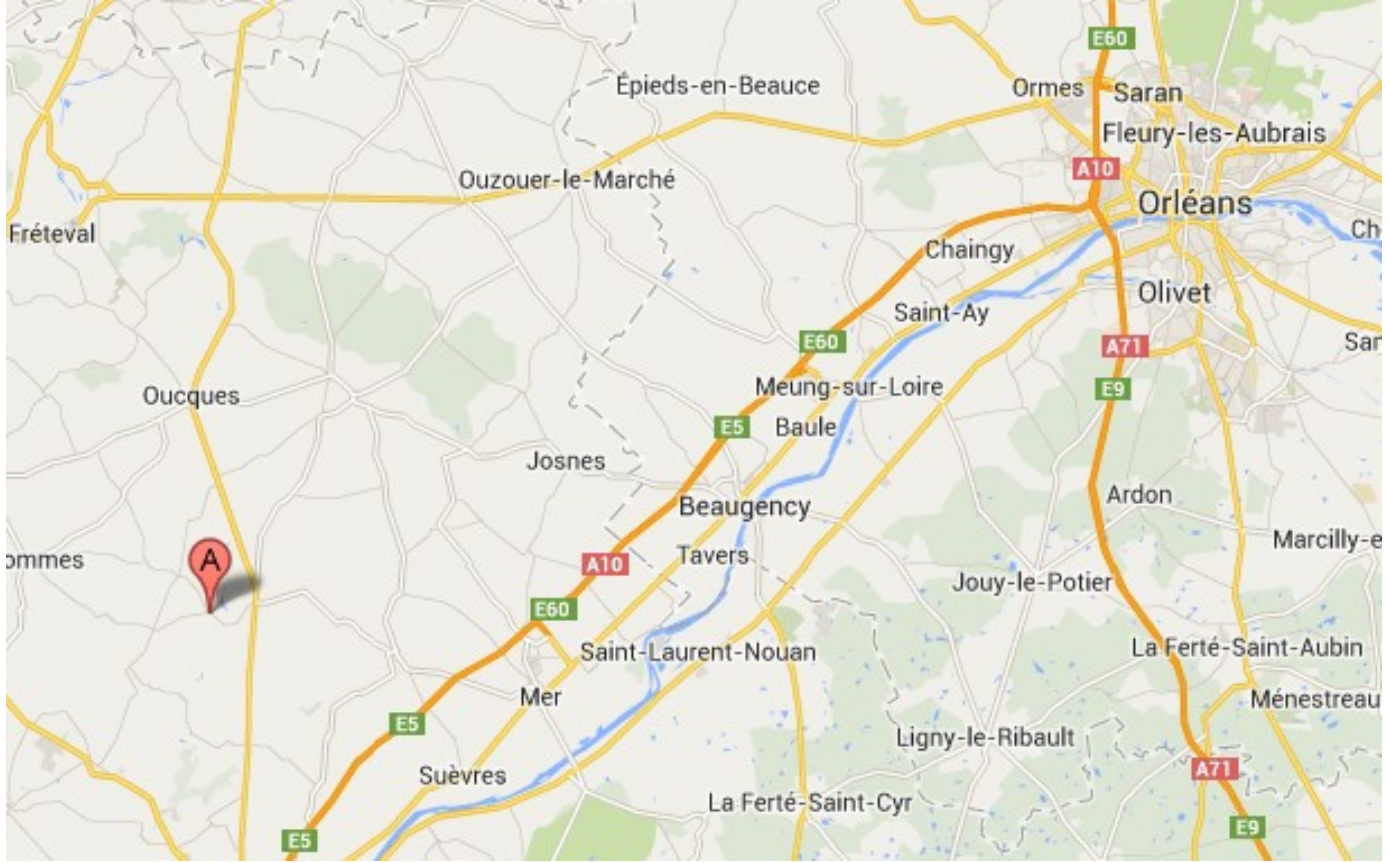 E60
Épieds-en-Beauce
Ormes
Saran
Fleury-les-Aubrais
A10
Ouzouer-le-Marché
Orléans
Fréteval
Ch
Chaingy
Olivet
Saint-Ay
E60
A71
San
Meung-sur-Loire
E9
Oucques
E5
Baule
Josnes
Ardon
Beaugency
Marcilly-e
ommes
A
A10
Tavers
Jouy-le-Potier
E60
Saint-Laurent-Nouan
La Ferté-Saint-Aubin
Mer
Ménestreau
E5
Ligny-le-Ribault
A71
Suèvres
La Ferté-Saint-Cyr
E5
E9